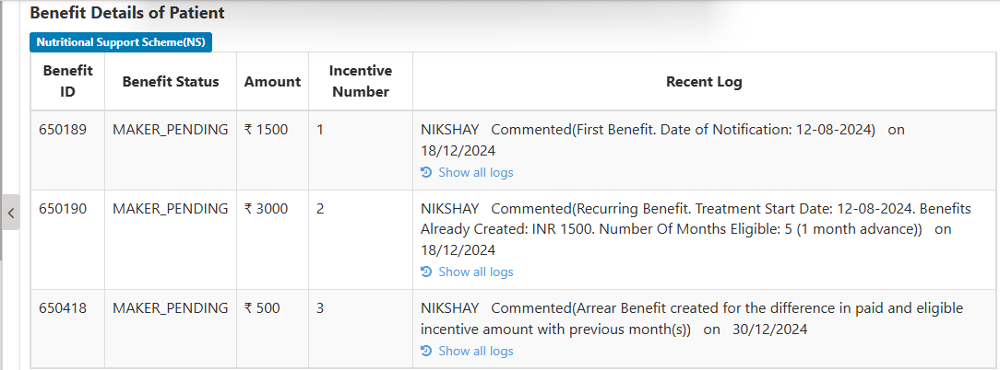 Benefit Details of Patient
Nutritional Support Scheme(NS)
Benefit ID Benefit Status Amount Incentive Number Recent Log
650189 MAKER_PENDING ₹ 1500 1 NIKSHAY Commented(First Benefit. Date of Notification: 12-08-2024) on
18/12/2024
Show all logs
650190 MAKER_PENDING ₹ 3000 2 NIKSHAY Commented(Recurring Benefit. Treatment Start Date: 12-08-2024. Benefits
Already Created: INR 1500. Number Of Months Eligible: 5 (1 month advance)) on
18/12/2024
Show all logs
650418 MAKER_PENDING ₹ 500 3 NIKSHAY Commented(Arrear Benefit created for the difference in paid and eligible
incentive amount with previous month(s)) on 30/12/2024
Show all logs